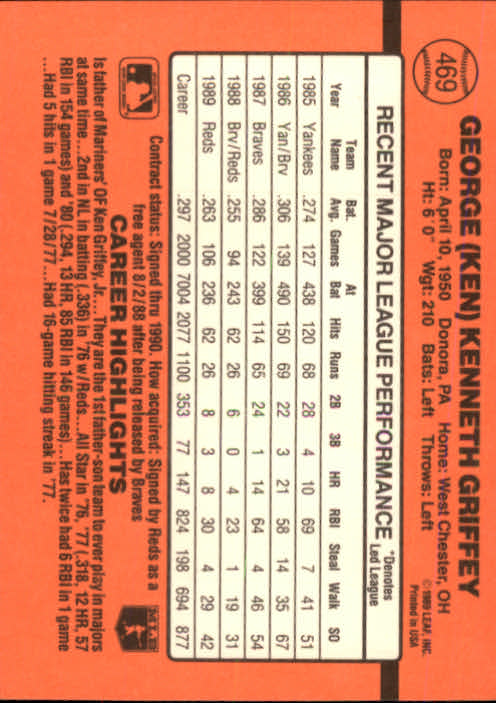 469
GEORGE (KEN) KENNETH GRIFFEY
Born: April 10, 1950 Donora, PA Home: West Chester, OH
Ht: 6' 0" Wgt: 210 Bats: Left Throws: Left
©1989 LEAF, INC.
Printed in USA
RECENT MAJOR LEAGUE PERFORMANCE
*Denotes
Led League
Year Team Name Bat. Avg. Games At Bat Hits Runs 2B 3B HR RBI Steal Walk SO
1985 Yankees .274 127 438 120 68 28 4 10 69 7 41 51
1986 Yan/Brv .306 139 490 150 69 22 3 21 58 14 35 67
1987 Braves .286 122 399 114 65 24 1 14 64 4 46 54
1988 Brv/Reds .255 94 243 62 26 6 0 4 23 1 19 31
1989 Reds .263 106 236 62 26 8 3 8 30 4 29 42
Career .297 2000 7004 2077 1100 353 77 147 824 198 694 877
Contract status: Signed thru 1990. How acquired: Signed by Reds as a
free agent 8/2/88 after being released by Braves
CAREER HIGHLIGHTS
Is father of Mariners' OF Ken Griffey, Jr....They are the 1st father-son team to ever play in majors
at same time...2nd in NL in batting (.336) in '76 w/Reds...All Star in '76, '77 (.318, 12 HR, 57
RBI in 154 games) and '80 (.294, 13 HR, 85 RBI in 146 games)...Has twice had 6 RBI in 1 game
...Had 5 hits in 1 game 7/28/77...Had 16-game hitting streak in '77.